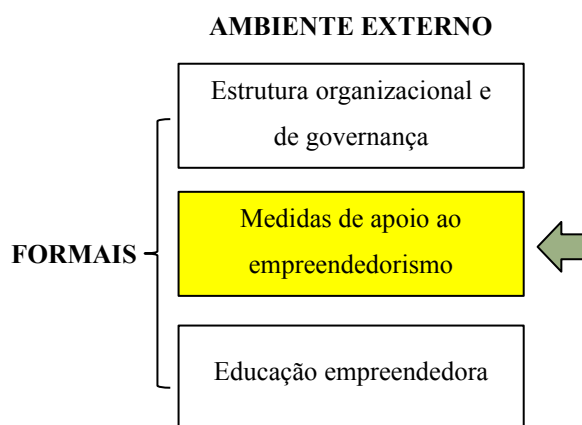 AMBIENTE EXTERNO
Estrutura organizacional e
de governança
Medidas de apoio ao
empreendedorismo
FORMAIS
Educação empreendedora